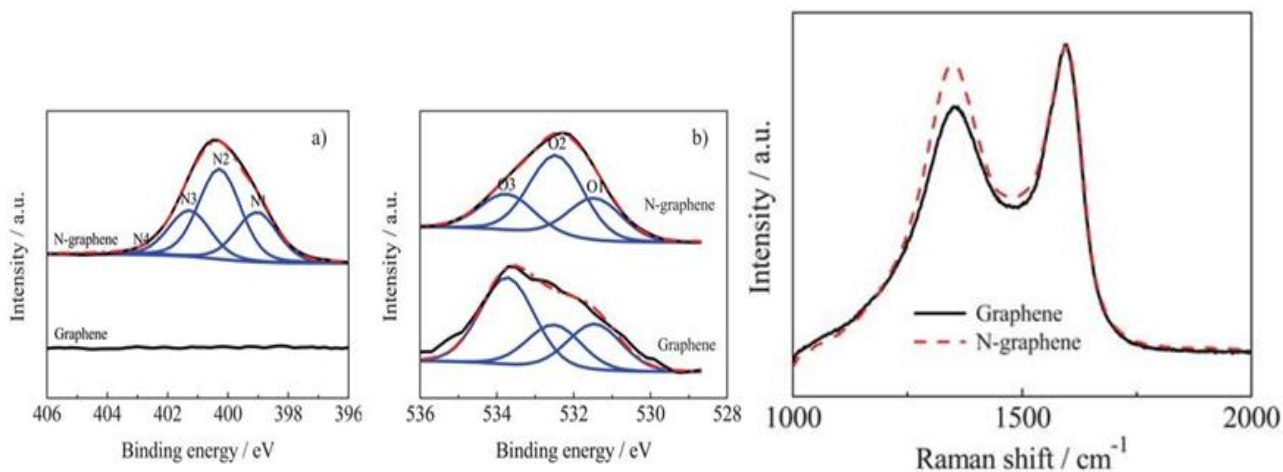 a)
N2
N3
N1
N4
N-graphene
Graphene
Intensity / a.u.
406 404 402 400 398 396
Binding energy / eV
b)
O2
O3
O1
N-graphene
Graphene
Intensity / a.u.
536 534 532 531 530 528
Binding energy / eV
Graphene
N-graphene
Intensity / a.u.
1000 1500 2000
Raman shift / cm⁻¹